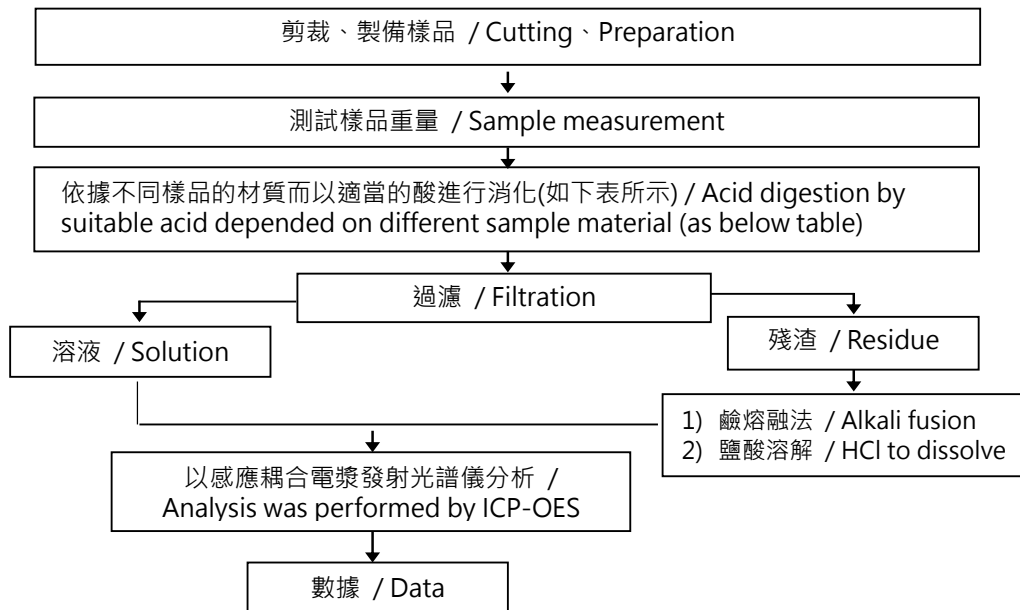 剪裁、製備樣品 / Cutting、Preparation
測試樣品重量 / Sample measurement
依據不同樣品的材質而以適當的酸進行消化(如下表所示) / Acid digestion by
suitable acid depended on different sample material (as below table)
過濾 / Filtration
溶液 / Solution
殘渣 / Residue
1) 鹼熔融法 / Alkali fusion
2) 鹽酸溶解 / HCl to dissolve
以感應耦合電漿發射光譜儀分析 /
Analysis was performed by ICP-OES
數據 / Data